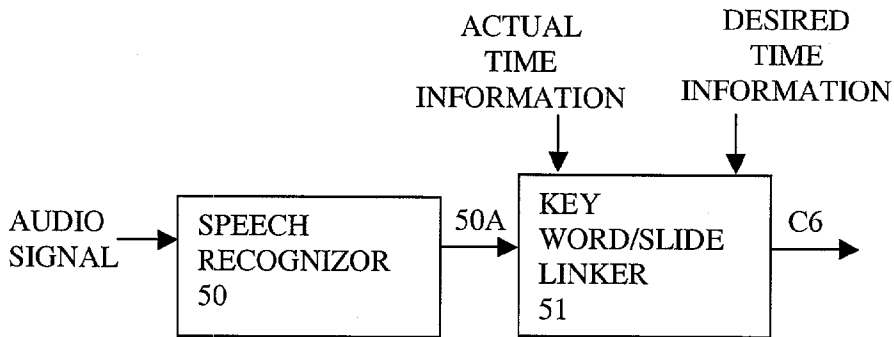 ACTUAL
TIME
INFORMATION
DESIRED
TIME
INFORMATION
AUDIO
SIGNAL
SPEECH
RECOGNIZOR
50
50A
KEY
WORD/SLIDE
LINKER
51
C6